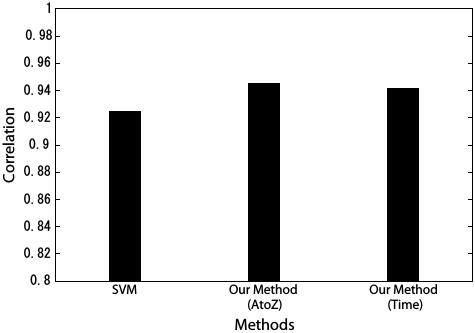 1
0.98
0.96
0.94
0.92
0.9
0.88
0.86
0.84
0.82
0.8
Correlation
SVM
Our Method
(AtoZ)
Our Method
(Time)
Methods